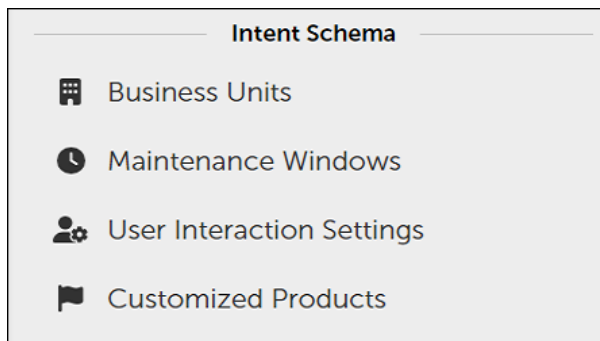 Intent Schema
Business Units
Maintenance Windows
User Interaction Settings
Customized Products